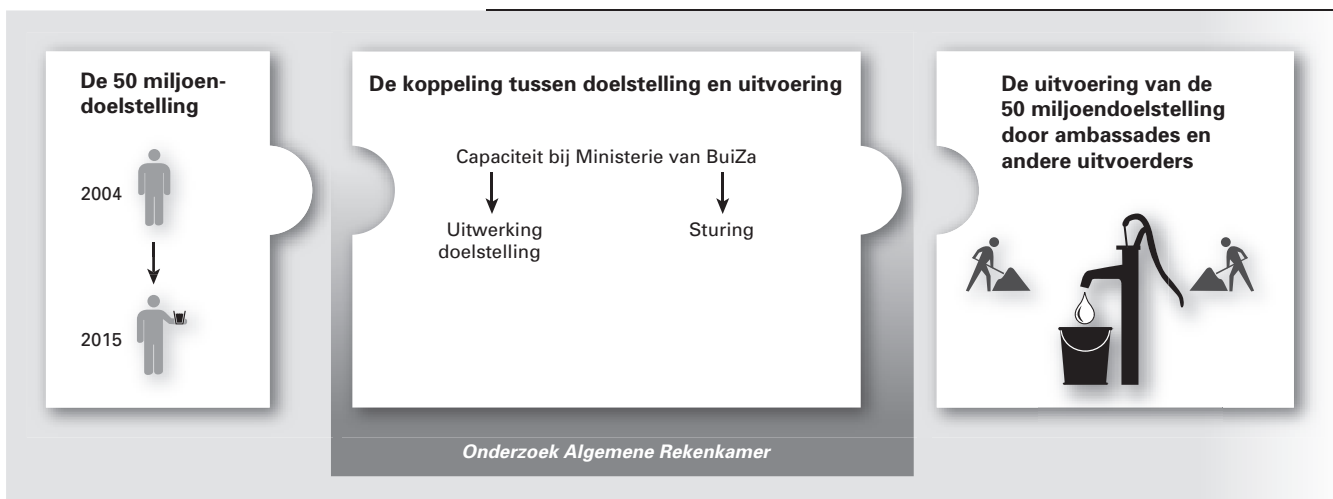 De 50 miljoen-
doelstelling
2004
2015
De koppeling tussen doelstelling en uitvoering
Capaciteit bij Ministerie van BuiZa
Uitwerking
doelstelling
Sturing
De uitvoering van de
50 miljoendoelstelling
door ambassades en
andere uitvoerders
Onderzoek Algemene Rekenkamer